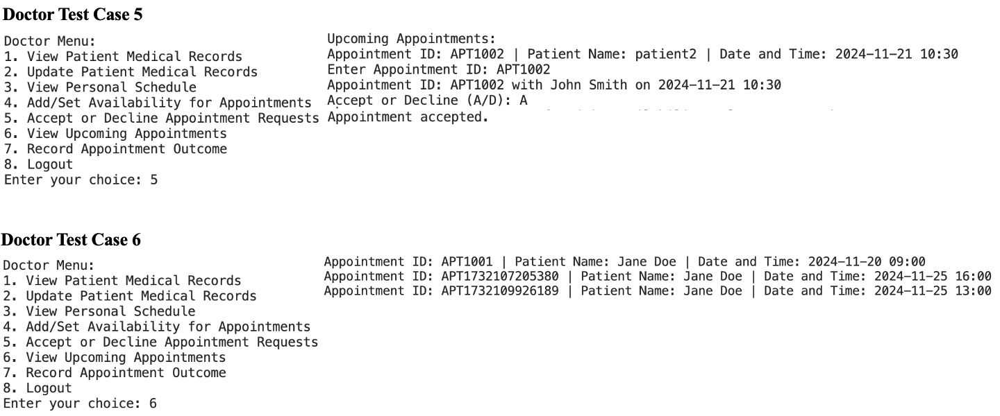 Doctor Test Case 5
Doctor Menu:
1. View Patient Medical Records
2. Update Patient Medical Records
3. View Personal Schedule
4. Add/Set Availability for Appointments
5. Accept or Decline Appointment Requests
6. View Upcoming Appointments
7. Record Appointment Outcome
8. Logout
Enter your choice: 5
Upcoming Appointments:
Appointment ID: APT1002 | Patient Name: patient2 | Date and Time: 2024-11-21 10:30
Enter Appointment ID: APT1002
Appointment ID: APT1002 with John Smith on 2024-11-21 10:30
Accept or Decline (A/D): A
Appointment accepted.
Doctor Test Case 6
Doctor Menu:
1. View Patient Medical Records
2. Update Patient Medical Records
3. View Personal Schedule
4. Add/Set Availability for Appointments
5. Accept or Decline Appointment Requests
6. View Upcoming Appointments
7. Record Appointment Outcome
8. Logout
Enter your choice: 6
Appointment ID: APT1001 | Patient Name: Jane Doe | Date and Time: 2024-11-20 09:00
Appointment ID: APT1732107205380 | Patient Name: Jane Doe | Date and Time: 2024-11-25 16:00
Appointment ID: APT1732109926189 | Patient Name: Jane Doe | Date and Time: 2024-11-25 13:00